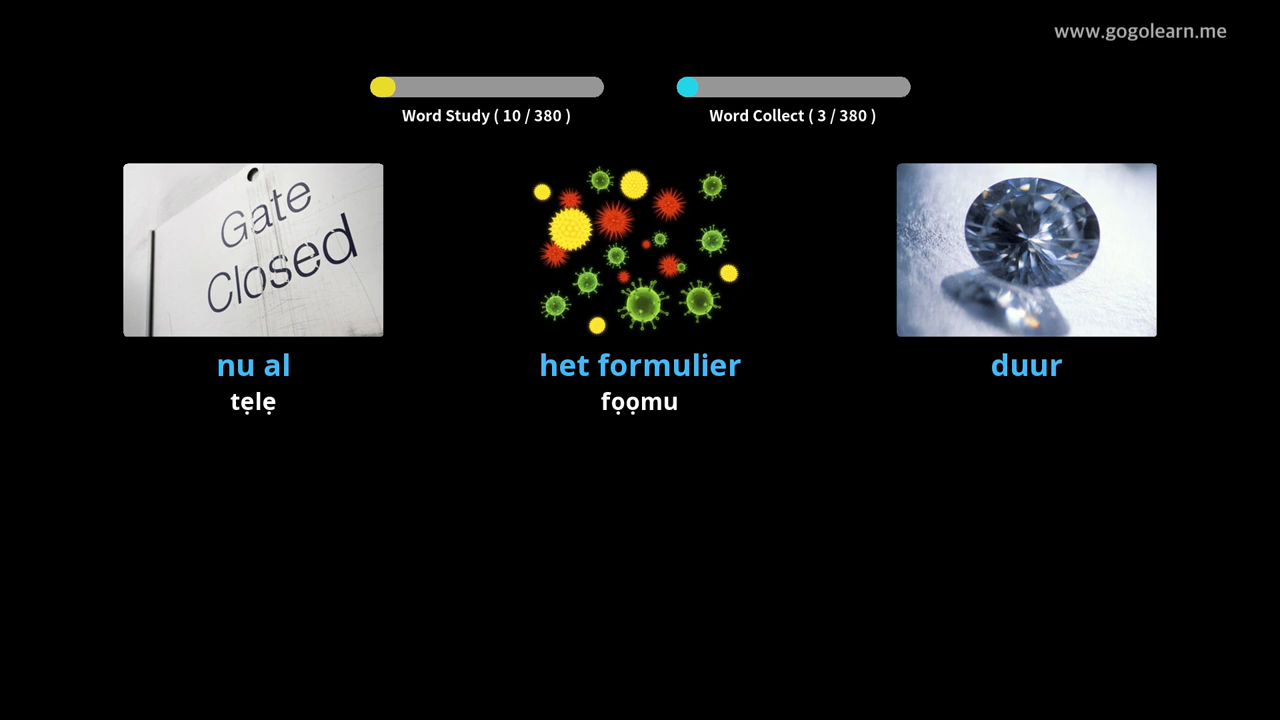 www.gogolearn.me
Word Study ( 10 / 380 )
Word Collect ( 3 / 380 )
Gate
Closed
nu al
tẹlẹ
het formulier
fọọmu
duur